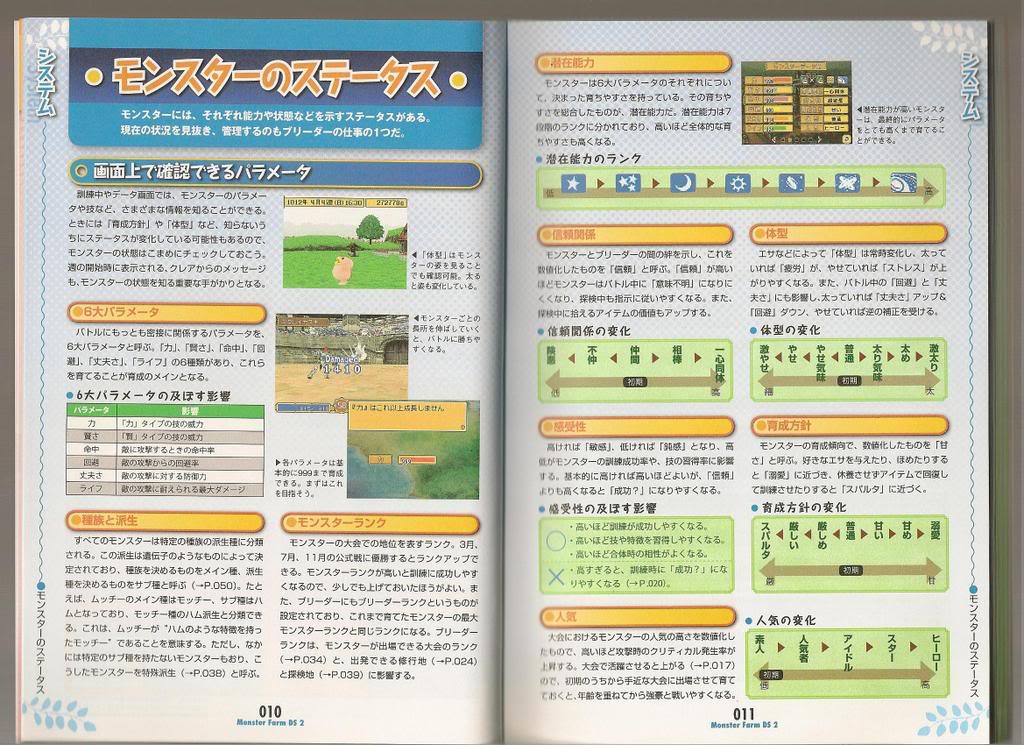 システム
モンスターのステータス
モンスターには、それぞれ能力や状態などを示すステータスがある。
現在の状況を見抜き、管理するのもブリーダーの仕事の1つだ。
画面上で確認できるパラメータ
訓練中やデータ画面では、モンスターのパラメー
タや技など、さまざまな情報を知ることができる。
ときには「育成方針」や「体型」など、知らないう
ちにステータスが変化している可能性もあるので、
モンスターの状態はこまめにチェックしておこう。
週の開始時に表示される、クレアからのメッセージ
も、モンスターの状態を知る重要な手がかりとなる。
1012年 4月4週(日)16:30 272778G
◀「体型」はモンス
ターの姿を見ること
でも確認可能。太る
と姿も変化している。
6大パラメータ
バトルにもっとも密接に関係するパラメータを、
6大パラメータと呼ぶ。「力」、「賢さ」、「命中」、「回
避」、「丈夫さ」、「ライフ」の6種類があり、これら
を育てることが育成のメインとなる。
Damage!
1410
◀モンスターごとの
長所を伸ばしていく
と、バトルに勝ちや
すくなる。
『力』はこれ以上成長しません
力
▶各パラメータは基
本的に999まで育成
できる。まずはこれ
を目指そう。
6大パラメータの及ぼす影響
パラメータ 影響
力 「力」タイプの技の威力
賢さ 「賢」タイプの技の威力
命中 敵に攻撃するときの命中率
回避 敵の攻撃からの回避率
丈夫さ 敵の攻撃に対する防御力
ライフ 敵の攻撃に耐えられる最大ダメージ
種族と派生
すべてのモンスターは特定の種族の派生種に分類
される。この派生は遺伝子のようなものによって決
定されており、種族を決めるものをメイン種、派生
種を決めるものをサブ種と呼ぶ(→P.050)。たと
えば、ムッチーのメイン種はモッチー、サブ種はハ
ムとなっており、モッチー種のハム派生と分類でき
る。これは、ムッチーが“ハムのような特徴を持っ
たモッチー”であることを意味する。ただし、なか
には特定のサブ種を持たないモンスターもおり、こ
うしたモンスターを特殊派生(→P.038)と呼ぶ。
モンスターランク
モンスターの大会での地位を表すランク。3月、
7月、11月の公式戦に優勝するとランクアップで
きる。モンスターランクが高いと訓練に成功しやす
くなるので、少しでも上げておいたほうがよい。ま
た、ブリーダーにもブリーダーランクというものが
設定されており、これまで育てたモンスターの最大
モンスターランクと同じランクになる。ブリーダー
ランクは、モンスターが出場できる大会のランク
(→P.034)と、出発できる修行地(→P.024)
と探検地(→P.039)に影響する。
モンスターのステータス
010
Monster Farm DS 2
潜在能力
モンスターは6大パラメータのそれぞれについ
て、決まった育ちやすさを持っている。その育ちや
すさを総合したものが、潜在能力だ。潜在能力は7
段階のランクに分かれており、高いほど全体的な育
ちやすさも高くなる。
◀潜在能力が高いモンスタ
ーは、最終的にパラメータ
をとても高くまで育てるこ
とができる。
潜在能力のランク
低 高
信頼関係
モンスターとブリーダーの間の絆を示し、これを
数値化したものを「信頼」と呼ぶ。「信頼」が高い
ほどモンスターはバトル中に「意味不明」になりに
くくなり、探検中も指示に従いやすくなる。また、
探検中に拾えるアイテムの価値もアップする。
信頼関係の変化
険悪 不仲 仲間 相棒 一心同体
初期
低 高
体型
エサなどによって「体型」は常時変化し、太って
いれば「疲労」が、やせていれば「ストレス」が上
がりやすくなる。また、バトル中の「回避」と「丈
夫さ」にも影響し、太っていれば「丈夫さ」アップ&
「回避」ダウン、やせていれば逆の補正を受ける。
体型の変化
激やせ やせ やせ気味 普通 太り気味 太め 激太り
初期
細 太
感受性
高ければ「敏感」、低ければ「鈍感」となり、高
低がモンスターの訓練成功率や、技の習得率に影響
する。基本的に高ければ高いほどよいが、「信頼」
よりも高くなると「成功？」になりやすくなる。
感受性の及ぼす影響
○
・高いほど訓練が成功しやすくなる。
・高いほど技や特徴を習得しやすくなる。
・高いほど合体時の相性がよくなる。
×
・高すぎると、訓練時に「成功？」にな
りやすくなる(→P.020)。
育成方針
モンスターの育成傾向で、数値化したものを「甘
さ」と呼ぶ。好きなエサを与えたり、ほめたりする
と「溺愛」に近づき、休養させずアイテムで回復し
て訓練させたりすると「スパルタ」に近づく。
育成方針の変化
スパルタ 厳しい 厳しめ 普通 甘め 甘い 溺愛
初期
厳 甘
人気
大会におけるモンスターの人気の高さを数値化し
たもので、高いほど攻撃時のクリティカル発生率が
上昇する。大会で活躍させると上がる(→P.017)
ので、初期のうちから手近な大会に出場させて育て
ておくと、年齢を重ねてから強豪と戦いやすくなる。
人気の変化
素人 人気者 アイドル スター ヒーロー
初期
低 高
システム
モンスターのステータス
011
Monster Farm DS 2